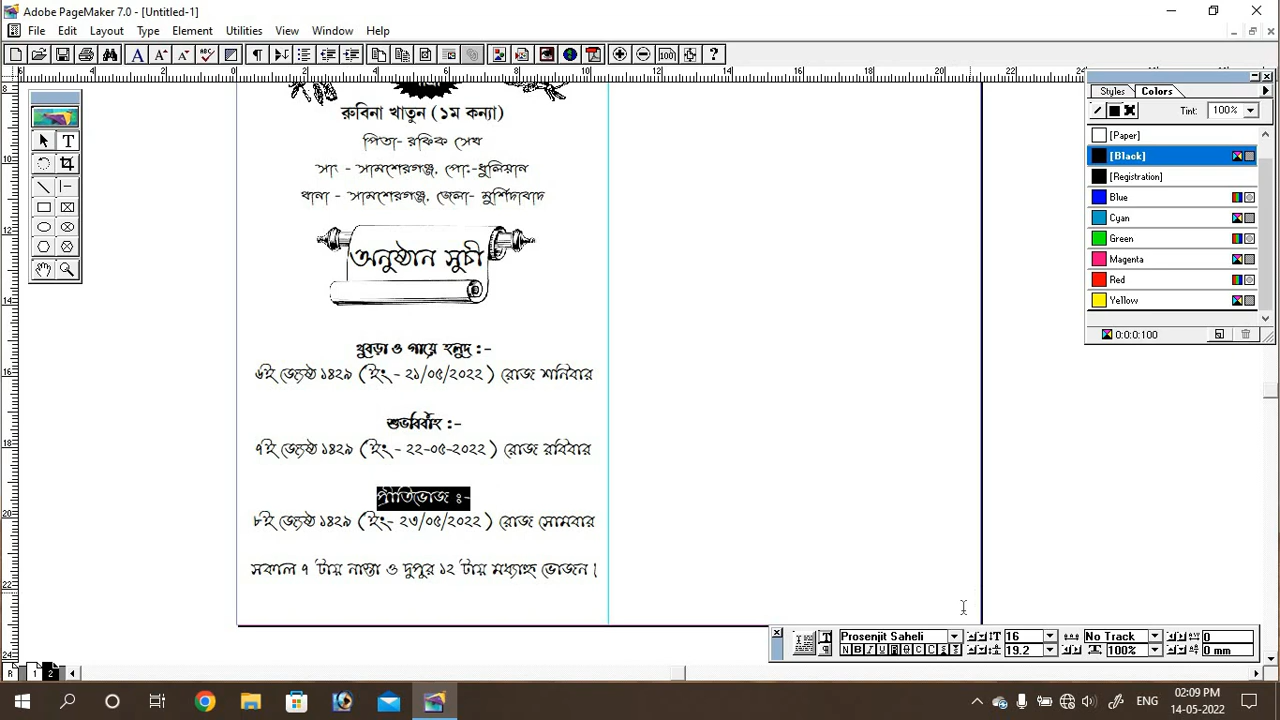 Adobe PageMaker 7.0 - [Untitled-1]
File Edit Layout Type Element Utilities View Window Help
রুবিনা খাতুন (১ম কন্যা)
পিতা- রফিক সেখ
সাং - সামশেরগঞ্জ, পোঃ-ধুলিয়ান
থানা - সামশেরগঞ্জ, জেলা- মুর্শিদাবাদ
অনুষ্ঠান সুচী
থুবড়া ও গায়ে হলুদ :-
৬ই জ্যেষ্ঠ ১৪২৯ (ইং - ২১/০৫/২০২২ ) রোজ শনিবার
শুভবিবাহ :-
৭ই জ্যেষ্ঠ ১৪২৯ (ইং - ২২-০৫-২০২২ ) রোজ রবিবার
প্রীতিভোজ :-
৮ই জ্যেষ্ঠ ১৪২৯ (ইং- ২৩/০৫/২০২২ ) রোজ সোমবার
সকাল ৭ টায় নাস্তা ও দুপুর ১২ টায় মধ্যাহ্ন ভোজন।
Styles Colors
Tint: 100%
[Paper]
[Black]
[Registration]
Blue
Cyan
Green
Magenta
Red
Yellow
0:0:0:100
Prosenjit Saheli 16 No Track 0
19.2 100% 0 mm
R 1 2
ENG 02:09 PM
14-05-2022